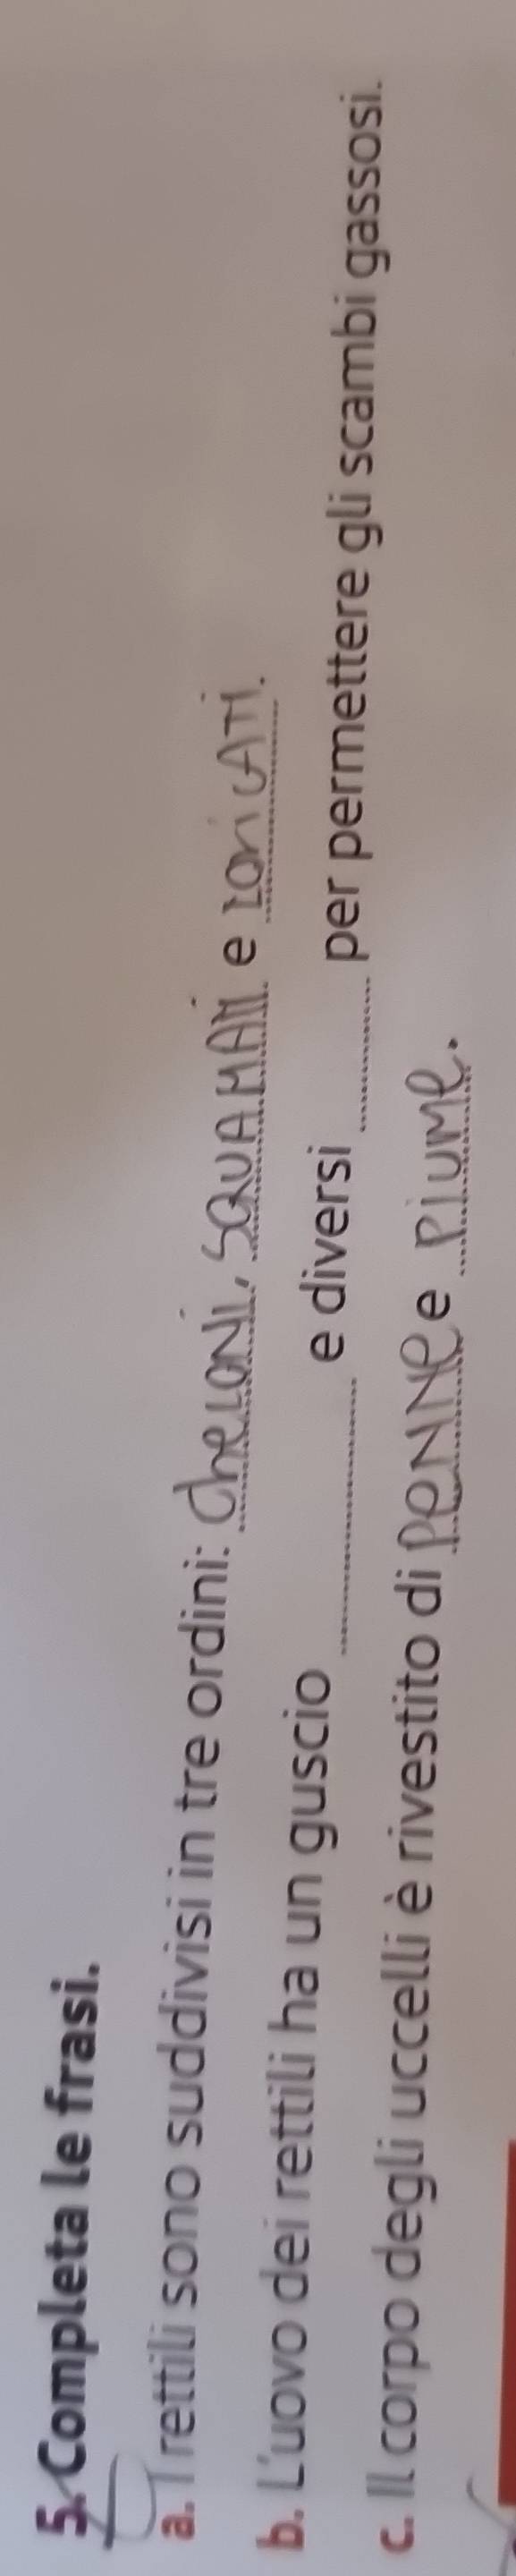 5. Completa le frasi.
a. I rettili sono suddivisi in tre ordini: CheLONi, SQUAMATi e LORiCATi.
b. L'uovo dei rettili ha un guscio .................... e diversi ............ per permettere gli scambi gassosi.
c. Il corpo degli uccelli è rivestito di PeNNe e Piume.